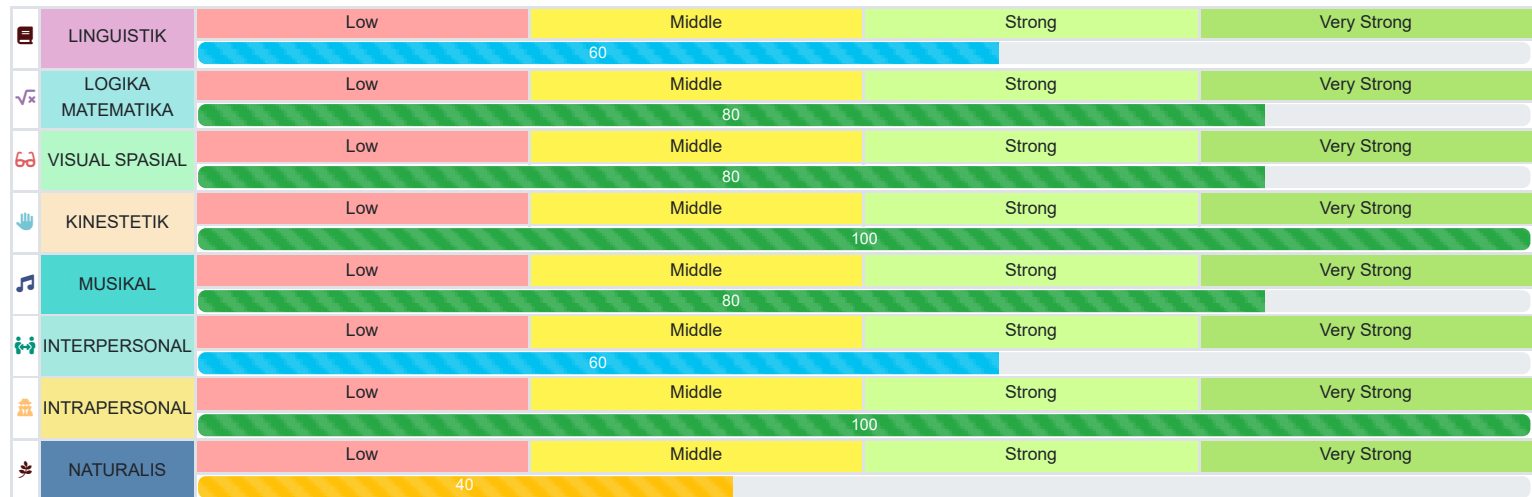 LINGUISTIK
Low Middle Strong Very Strong
60
LOGIKA
MATEMATIKA
Low Middle Strong Very Strong
80
VISUAL SPASIAL
Low Middle Strong Very Strong
80
KINESTETIK
Low Middle Strong Very Strong
100
MUSIKAL
Low Middle Strong Very Strong
80
INTERPERSONAL
Low Middle Strong Very Strong
60
INTRAPERSONAL
Low Middle Strong Very Strong
100
NATURALIS
Low Middle Strong Very Strong
40